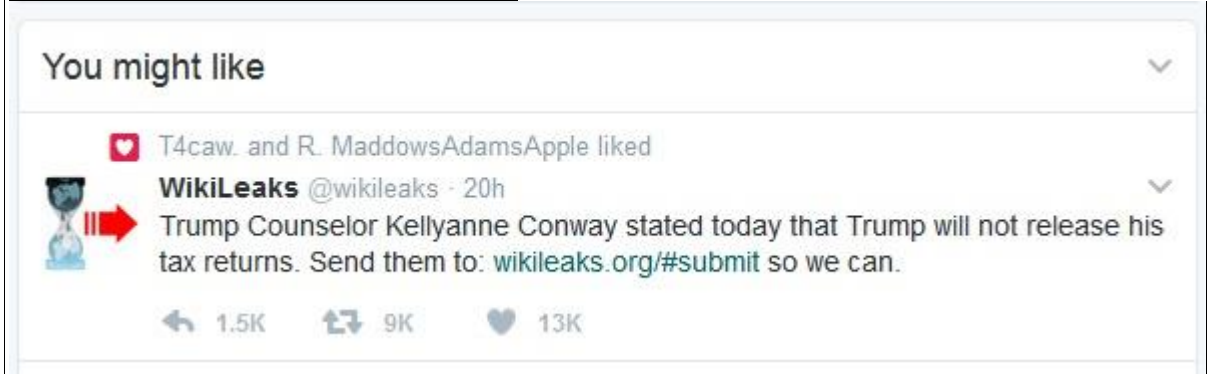 You might like
T4caw. and R. MaddowsAdamsApple liked
WikiLeaks @wikileaks · 20h
Trump Counselor Kellyanne Conway stated today that Trump will not release his
tax returns. Send them to: wikileaks.org/#submit so we can.
1.5K 9K 13K